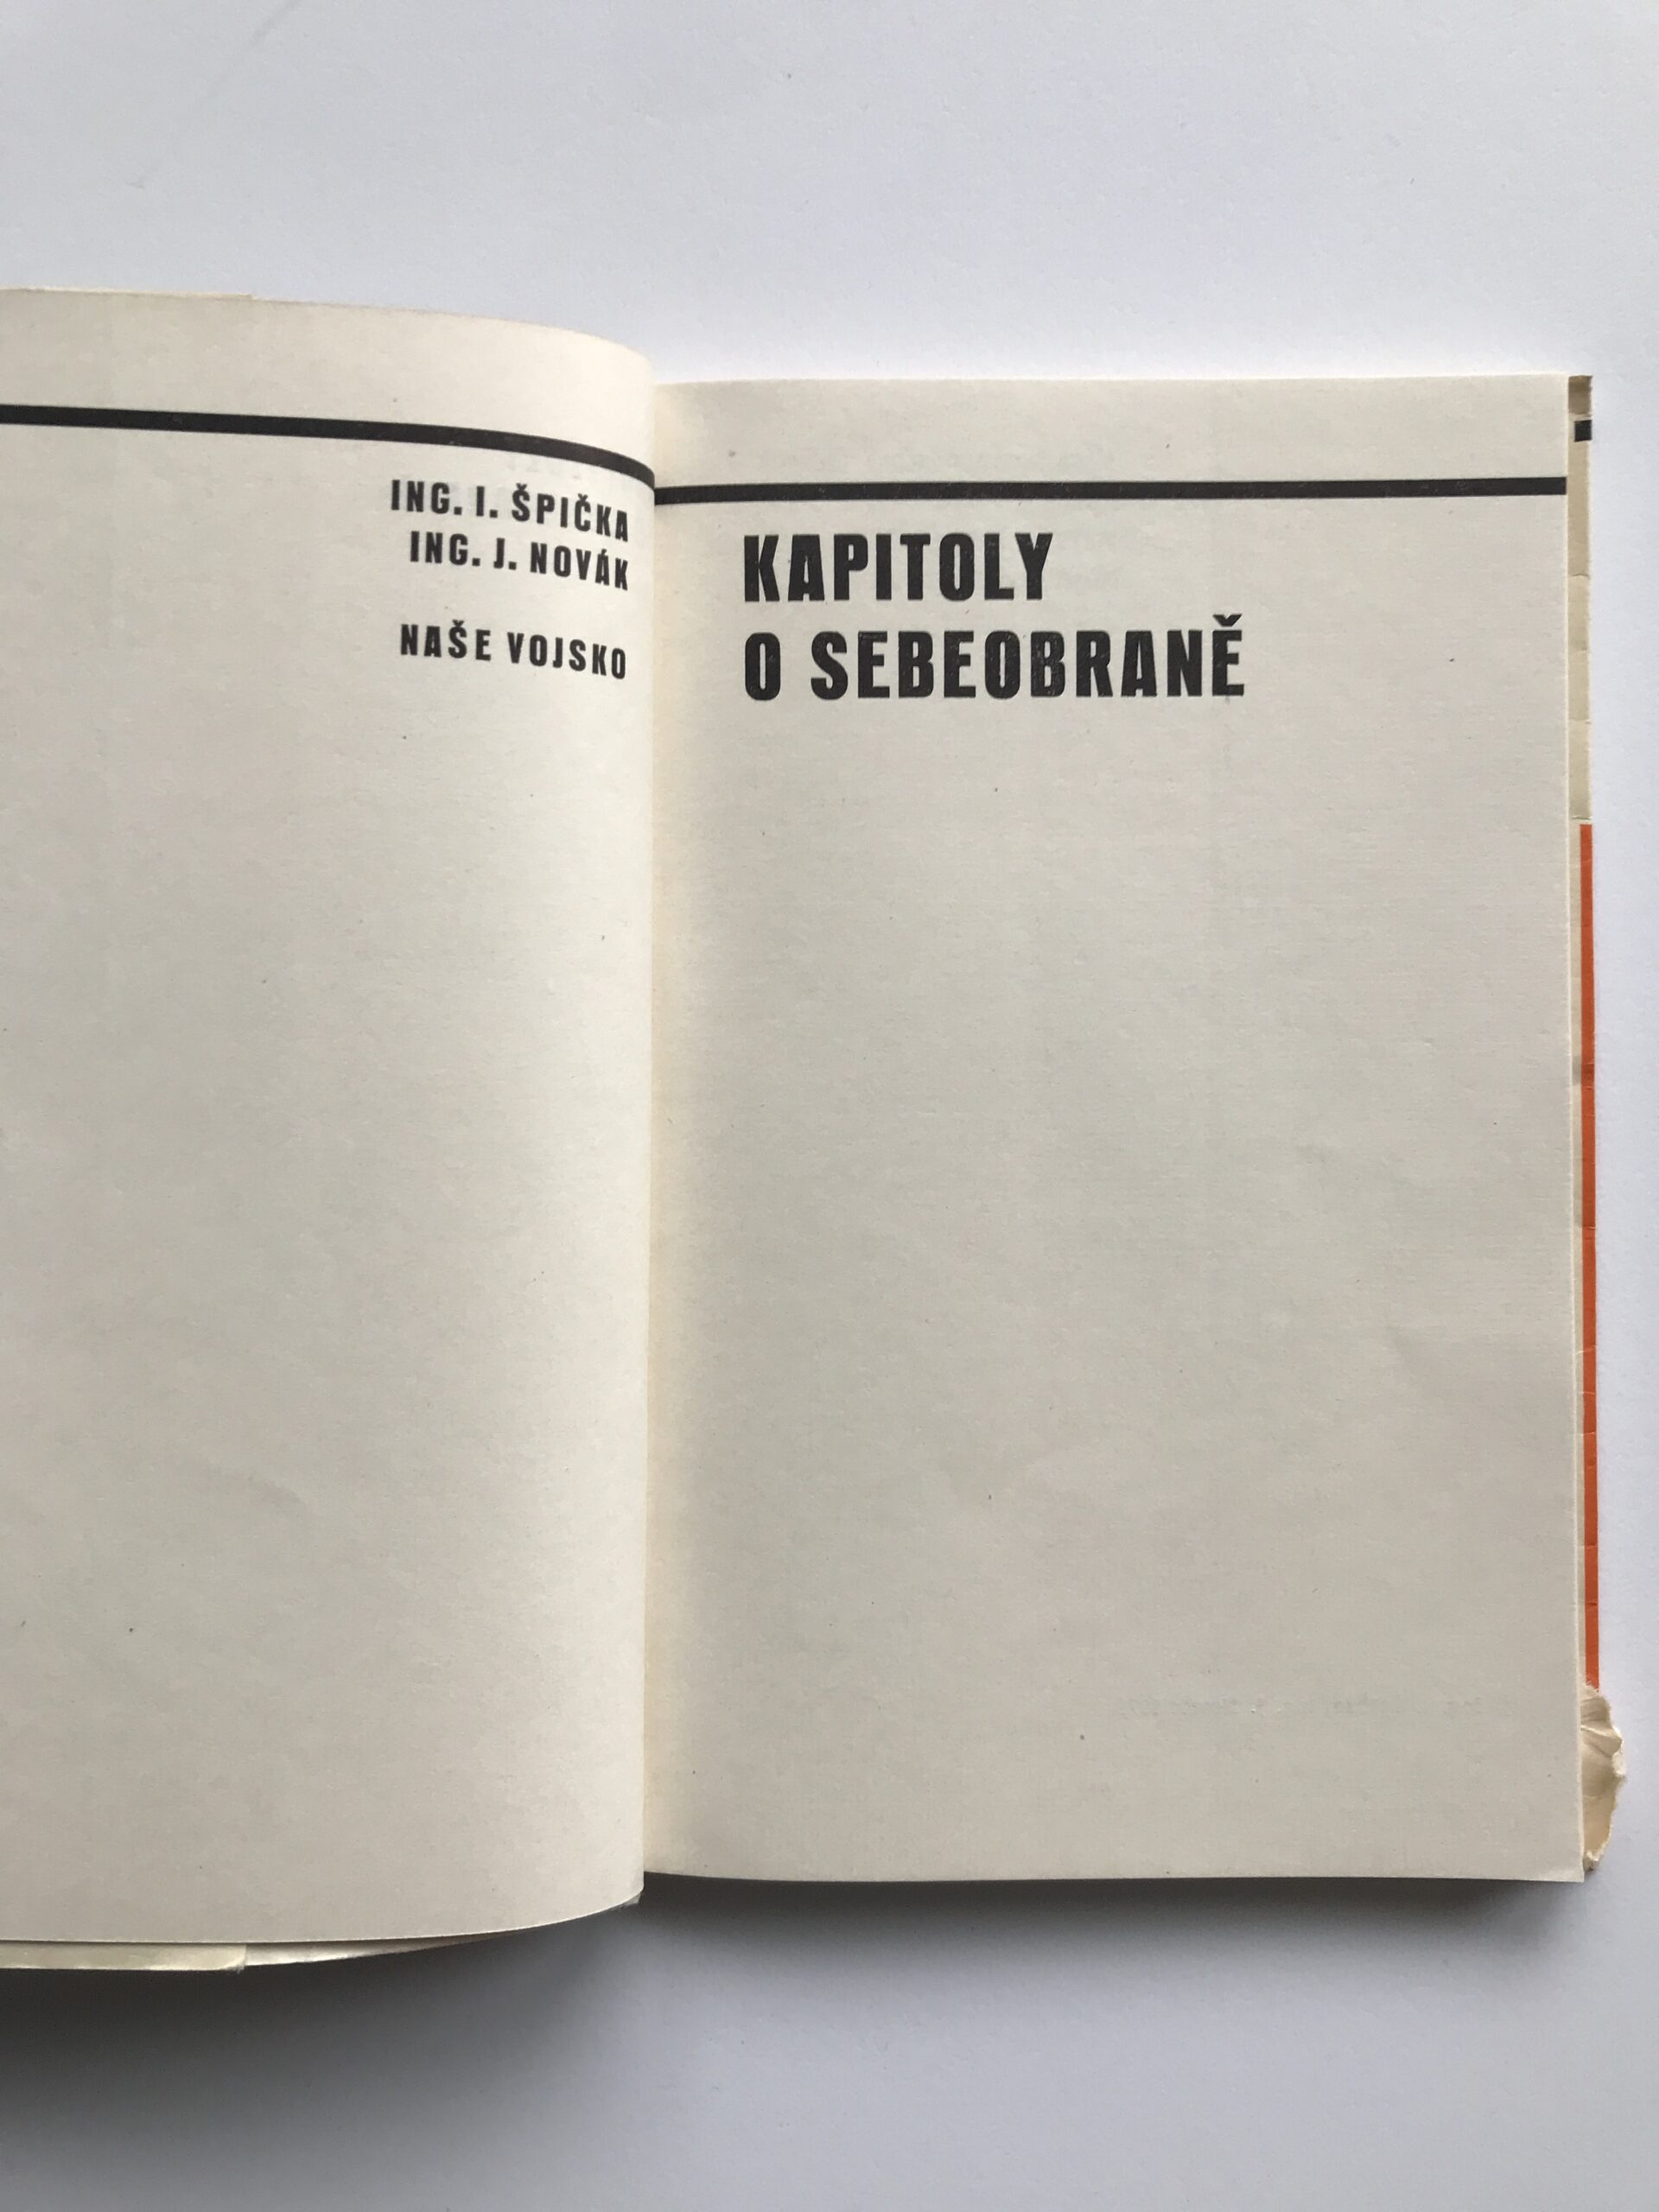 ING. I. ŠPIČKA
ING. J. NOVÁK
NAŠE VOJSKO
KAPITOLY
O SEBEOBRANĚ